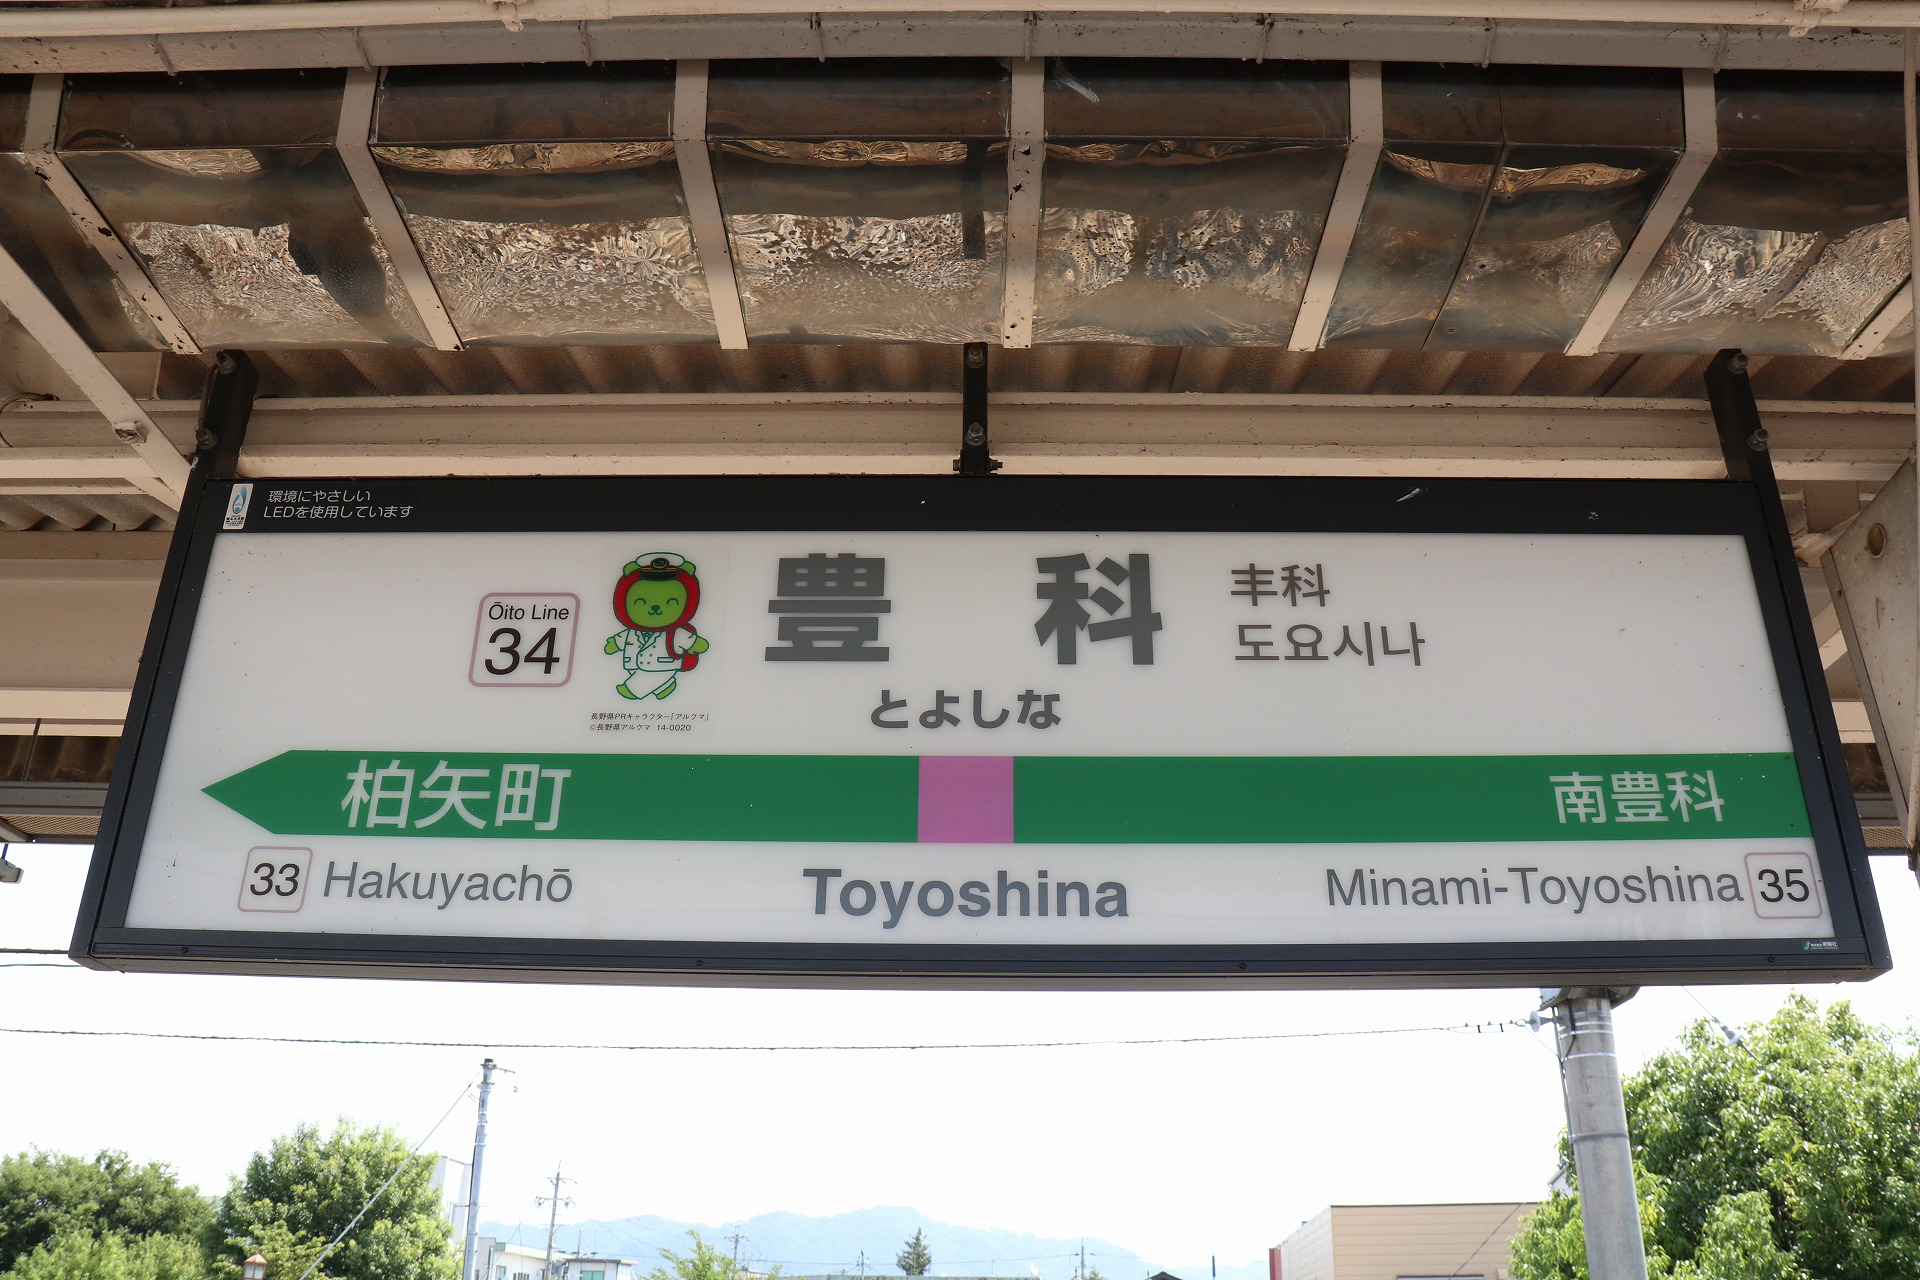 環境にやさしい
LEDを使用しています
Ōito Line
34
長野県PRキャラクター「アルクマ」
©長野県アルクマ 14-0020
豊科
とよしな
丰科
도요시나
柏矢町
南豊科
33 Hakuyachō
Toyoshina
Minami-Toyoshina 35